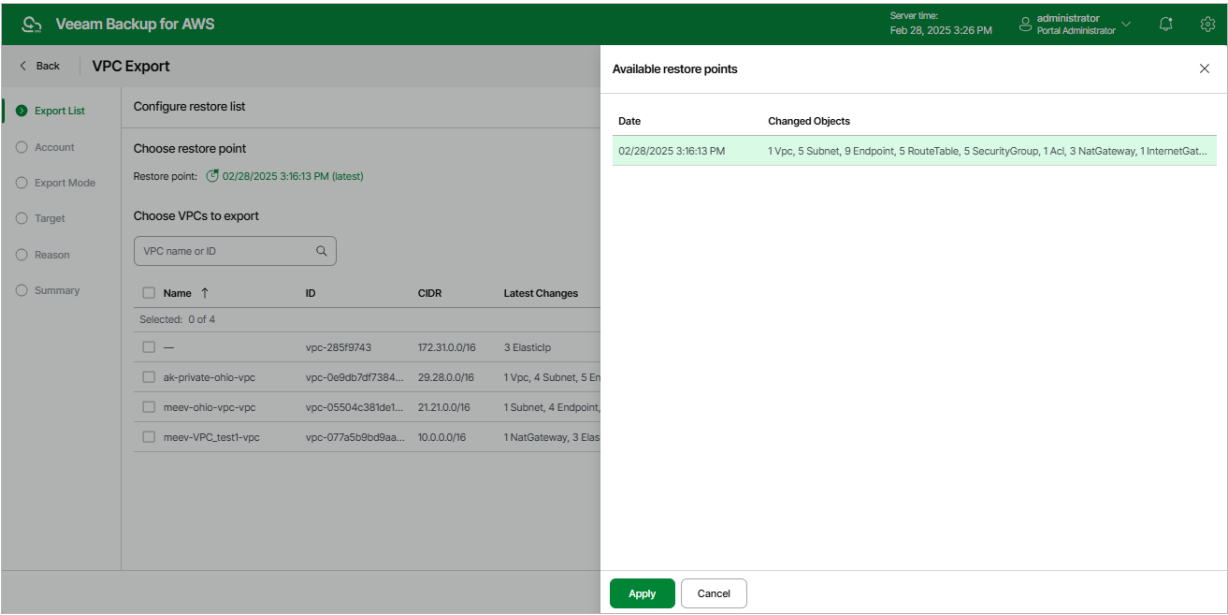 Veeam Backup for AWS
Server time:
Feb 28, 2025 3:26 PM
administrator
Portal Administrator
Back
VPC Export
Export List
Account
Export Mode
Target
Reason
Summary
Configure restore list
Choose restore point
Restore point: 02/28/2025 3:16:13 PM (latest)
Choose VPCs to export
VPC name or ID
Name ↑ ID CIDR Latest Changes
Selected: 0 of 4
— vpc-285f9743 172.31.0.0/16 3 ElasticIp
ak-private-ohio-vpc vpc-0e9db7df7384... 29.28.0.0/16 1 Vpc, 4 Subnet, 5 En
meev-ohio-vpc-vpc vpc-05504c381de1... 21.21.0.0/16 1 Subnet, 4 Endpoint,
meev-VPC_test1-vpc vpc-077a5b9bd9aa... 10.0.0.0/16 1 NatGateway, 3 Elas
Available restore points
Date Changed Objects
02/28/2025 3:16:13 PM 1 Vpc, 5 Subnet, 9 Endpoint, 5 RouteTable, 5 SecurityGroup, 1 Acl, 3 NatGateway, 1 InternetGat...
Apply Cancel